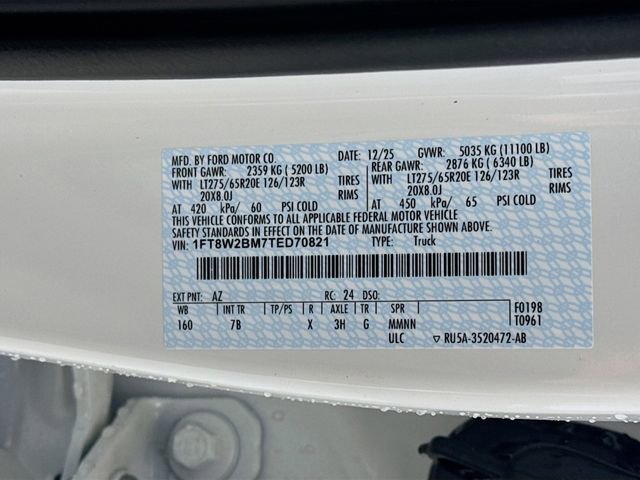 MFD. BY FORD MOTOR CO. DATE: 12/25 GVWR: 5035 KG (11100 LB)
FRONT GAWR: 2359 KG ( 5200 LB) REAR GAWR: 2876 KG ( 6340 LB)
WITH LT275/65R20E 126/123R TIRES WITH LT275/65R20E 126/123R TIRES
20X8.0J RIMS 20X8.0J RIMS
AT 420 kPa/ 60 PSI COLD AT 450 kPa/ 65 PSI COLD
THIS VEHICLE CONFORMS TO ALL APPLICABLE FEDERAL MOTOR VEHICLE
SAFETY STANDARDS IN EFFECT ON THE DATE OF MANUFACTURE SHOWN ABOVE.
VIN: 1FT8W2BM7TED70821 TYPE: Truck
EXT PNT: AZ RC: 24 DSO:
WB INT TR TP/PS R AXLE TR SPR F0198
160 7B X 3H G MMNN T0961
ULC ▽ RU5A-3520472-AB